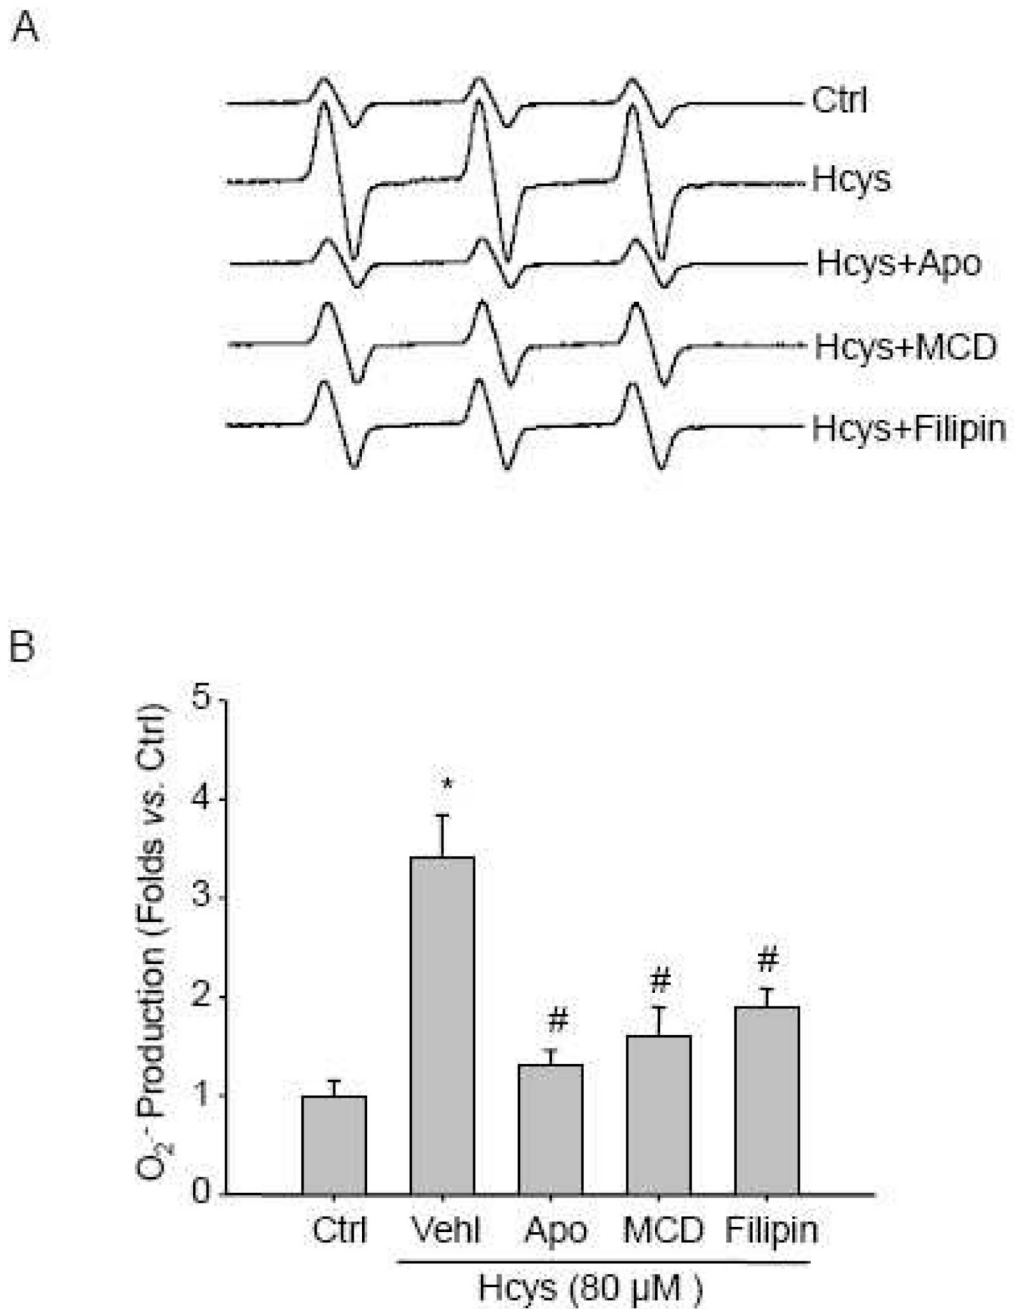 A
Ctrl
Hcys
Hcys+Apo
Hcys+MCD
Hcys+Filipin
B
O₂·⁻ Production (Folds vs. Ctrl)
5
4
3
2
1
0
*
#
#
#
Ctrl Vehl Apo MCD Filipin
Hcys (80 µM )